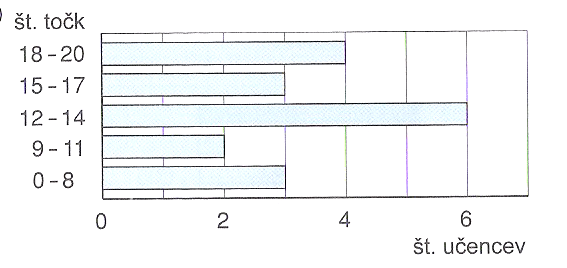 )
št. točk
18 – 20
15 – 17
12 – 14
9 – 11
0 – 8
0 2 4 6
št. učencev